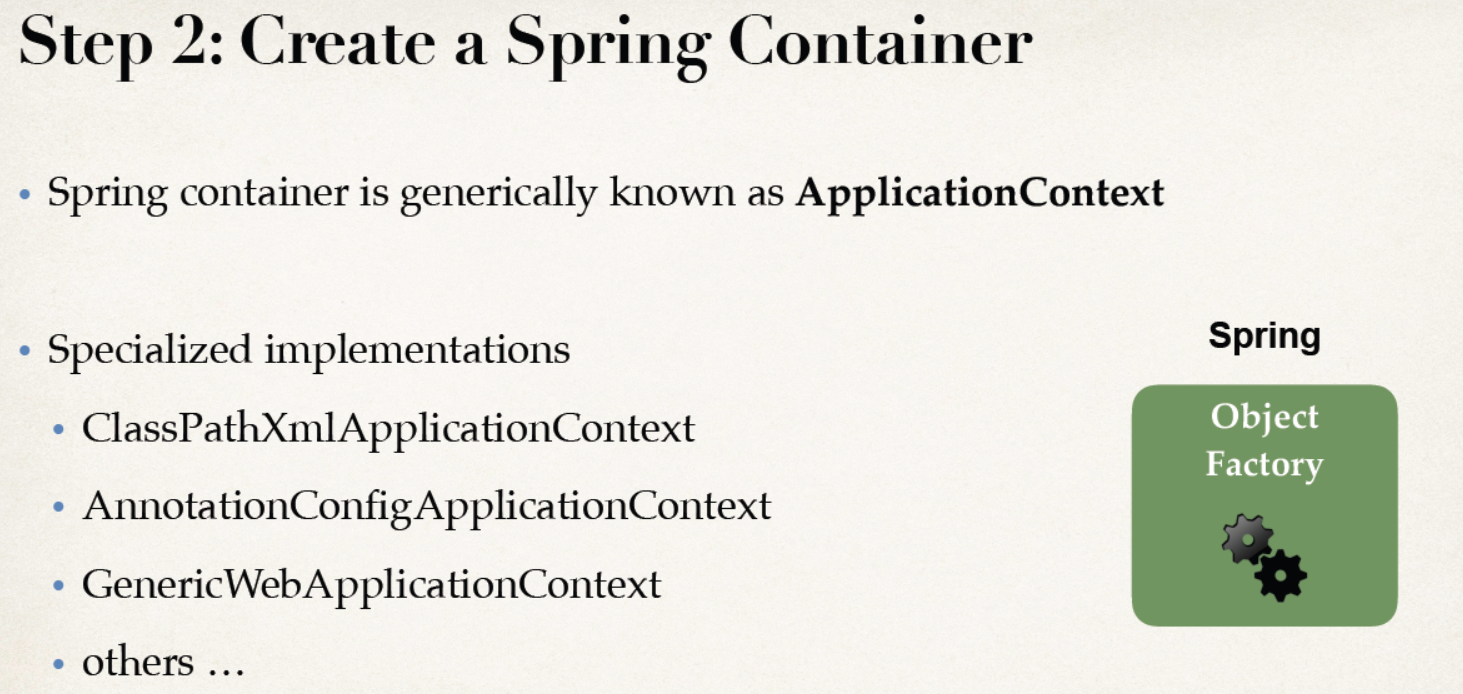 Step 2: Create a Spring Container
• Spring container is generically known as ApplicationContext
• Specialized implementations
• ClassPathXmlApplicationContext
• AnnotationConfigApplicationContext
• GenericWebApplicationContext
• others …
Spring
Object
Factory